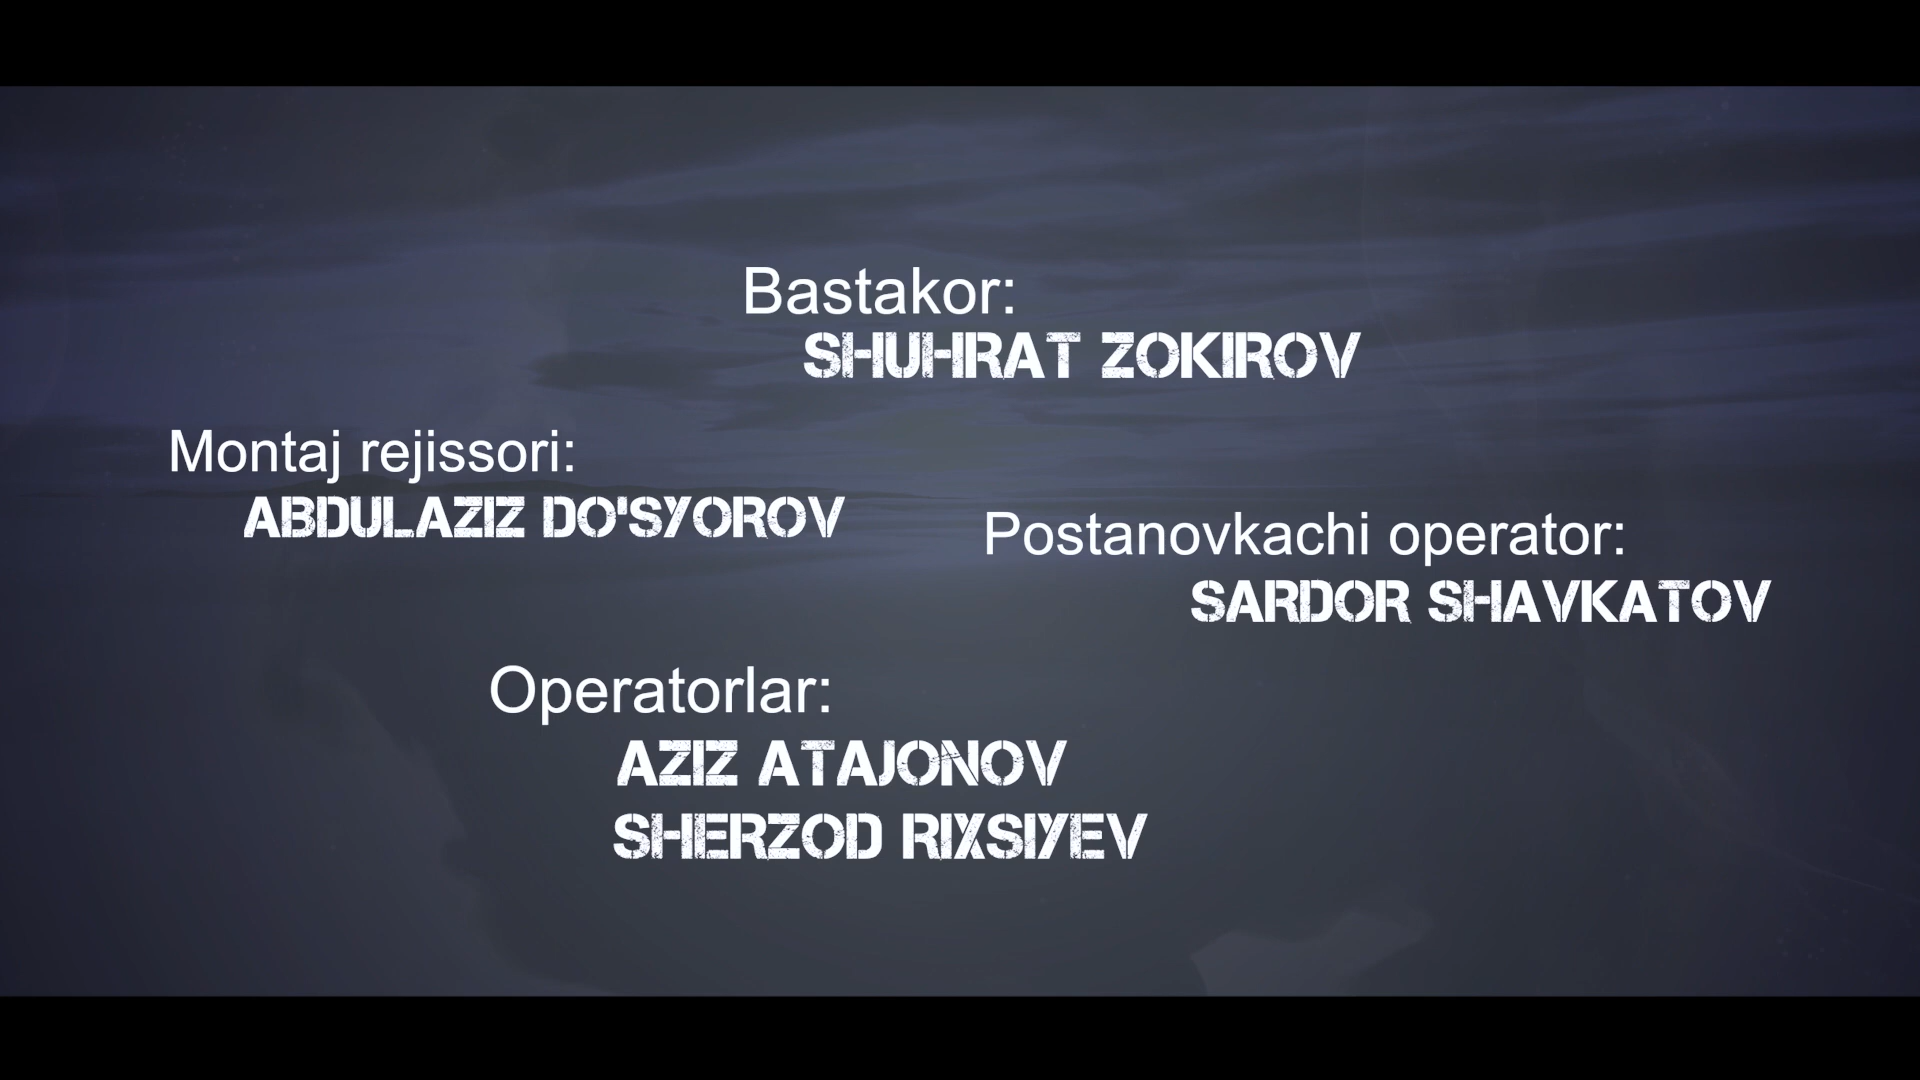 Bastakor:
SHUHRAT ZOKIROV
Montaj rejissori:
ABDULAZIZ DO'SYOROV
Postanovkachi operator:
SARDOR SHAVKATOV
Operatorlar:
AZIZ ATAJONOV
SHERZOD RIXSIYEV